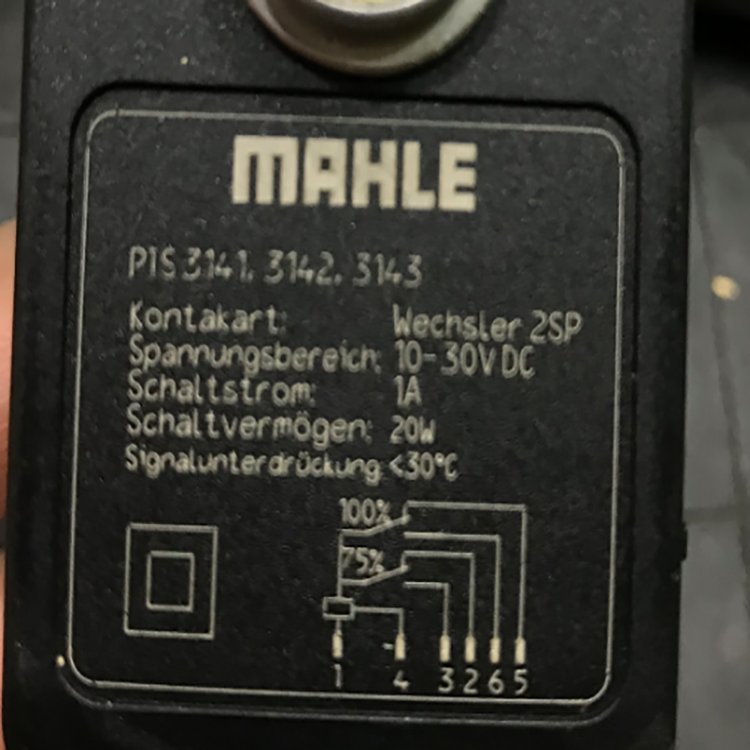 MAHLE
PIS 3141, 3142, 3143
Kontakart: Wechsler 2SP
Spannungsbereich: 10-30V DC
Schaltstrom: 1A
Schaltvermögen: 20W
Signalunterdrückung <30°C
100%
75%
1 4 3 2 6 5